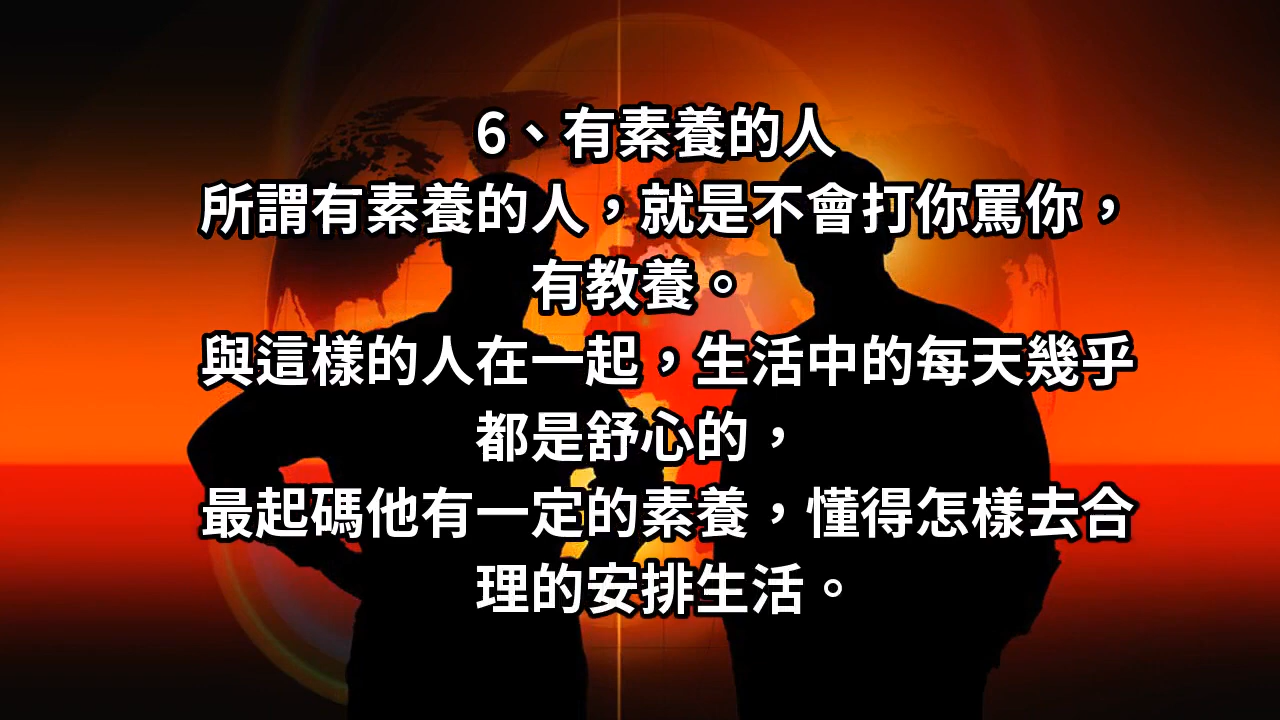 6、有素養的人
所謂有素養的人，就是不會打你罵你，
有教養。
與這樣的人在一起，生活中的每天幾乎
都是舒心的，
最起碼他有一定的素養，懂得怎樣去合
理的安排生活。